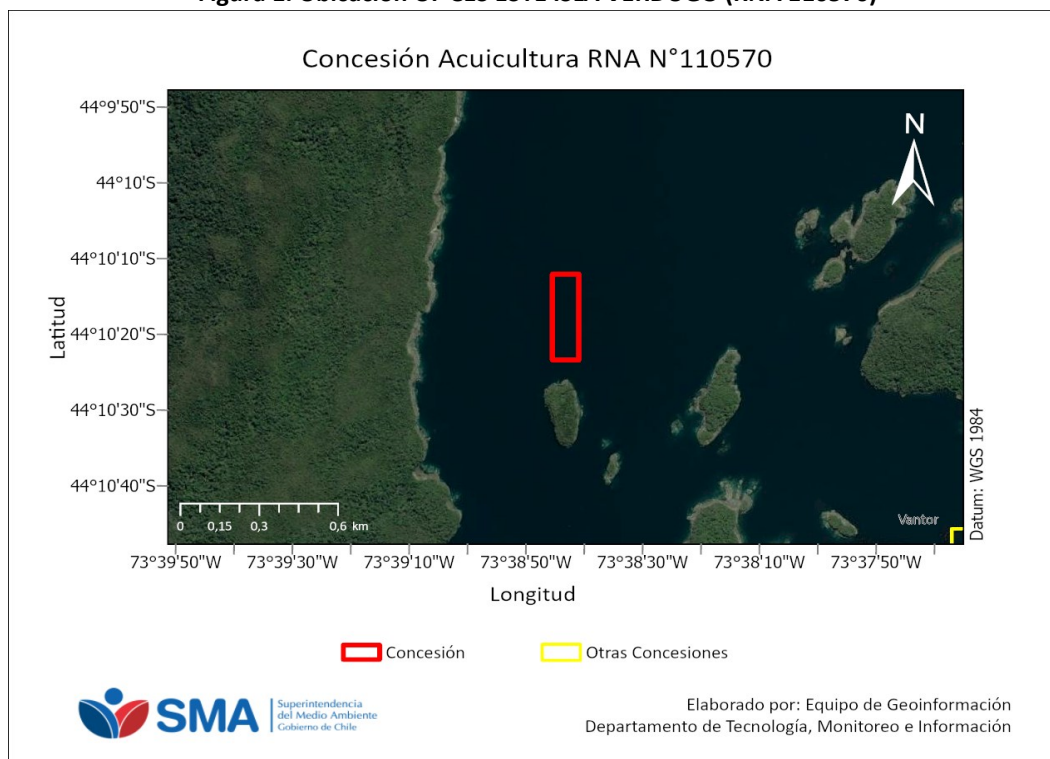 Concesión Acuicultura RNA N°110570
N
44°9'50"S
44°10'S
44°10'10"S
44°10'20"S
44°10'30"S
44°10'40"S
Latitud
Datum: WGS 1984
Vantor
0 0,15 0,3 0,6 km
73°39'50"W 73°39'30"W 73°39'10"W 73°38'50"W 73°38'30"W 73°38'10"W 73°37'50"W
Longitud
Concesión
Otras Concesiones
SMA
Superintendencia
del Medio Ambiente
Gobierno de Chile
Elaborado por: Equipo de Geoinformación
Departamento de Tecnología, Monitoreo e Información